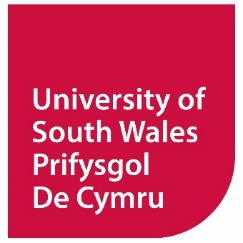 University of
South Wales
Prifysgol
De Cymru